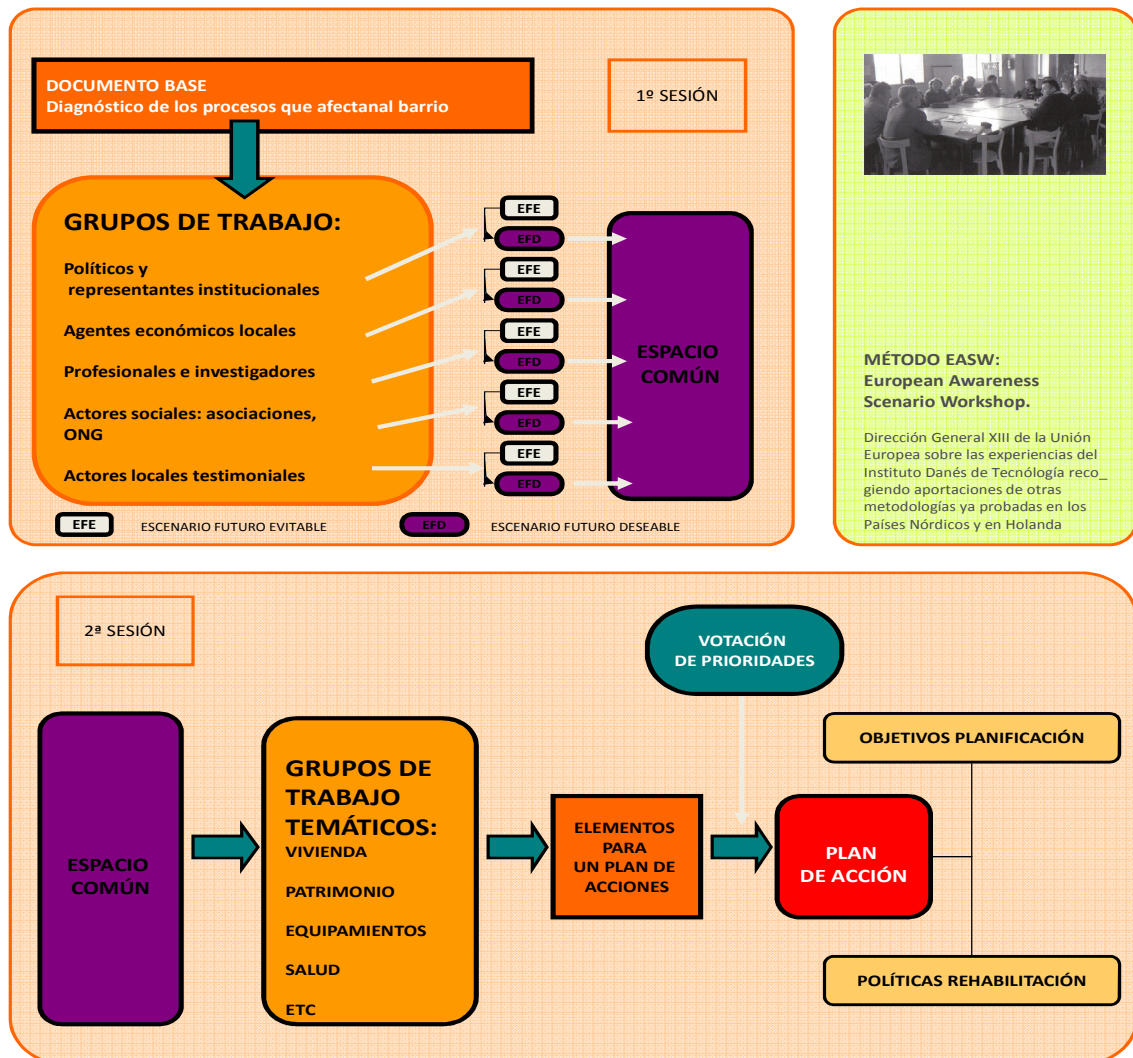 DOCUMENTO BASE
Diagnóstico de los procesos que afectanal barrio
1º SESIÓN
GRUPOS DE TRABAJO:
Políticos y
representantes institucionales
Agentes económicos locales
Profesionales e investigadores
Actores sociales: asociaciones,
ONG
Actores locales testimoniales
EFE
EFD
EFE
EFD
EFE
EFD
EFE
EFD
EFE
EFD
ESPACIO
COMÚN
EFE
ESCENARIO FUTURO EVITABLE
EFD
ESCENARIO FUTURO DESEABLE
MÉTODO EASW:
European Awareness
Scenario Workshop.
Dirección General XIII de la Unión
Europea sobre las experiencias del
Instituto Danés de Tecnólogía reco_
giendo aportaciones de otras
metodologías ya probadas en los
Países Nórdicos y en Holanda
2ª SESIÓN
ESPACIO
COMÚN
GRUPOS DE
TRABAJO
TEMÁTICOS:
VIVIENDA
PATRIMONIO
EQUIPAMIENTOS
SALUD
ETC
ELEMENTOS
PARA
UN PLAN DE
ACCIONES
VOTACIÓN
DE PRIORIDADES
PLAN
DE ACCIÓN
OBJETIVOS PLANIFICACIÓN
POLÍTICAS REHABILITACIÓN